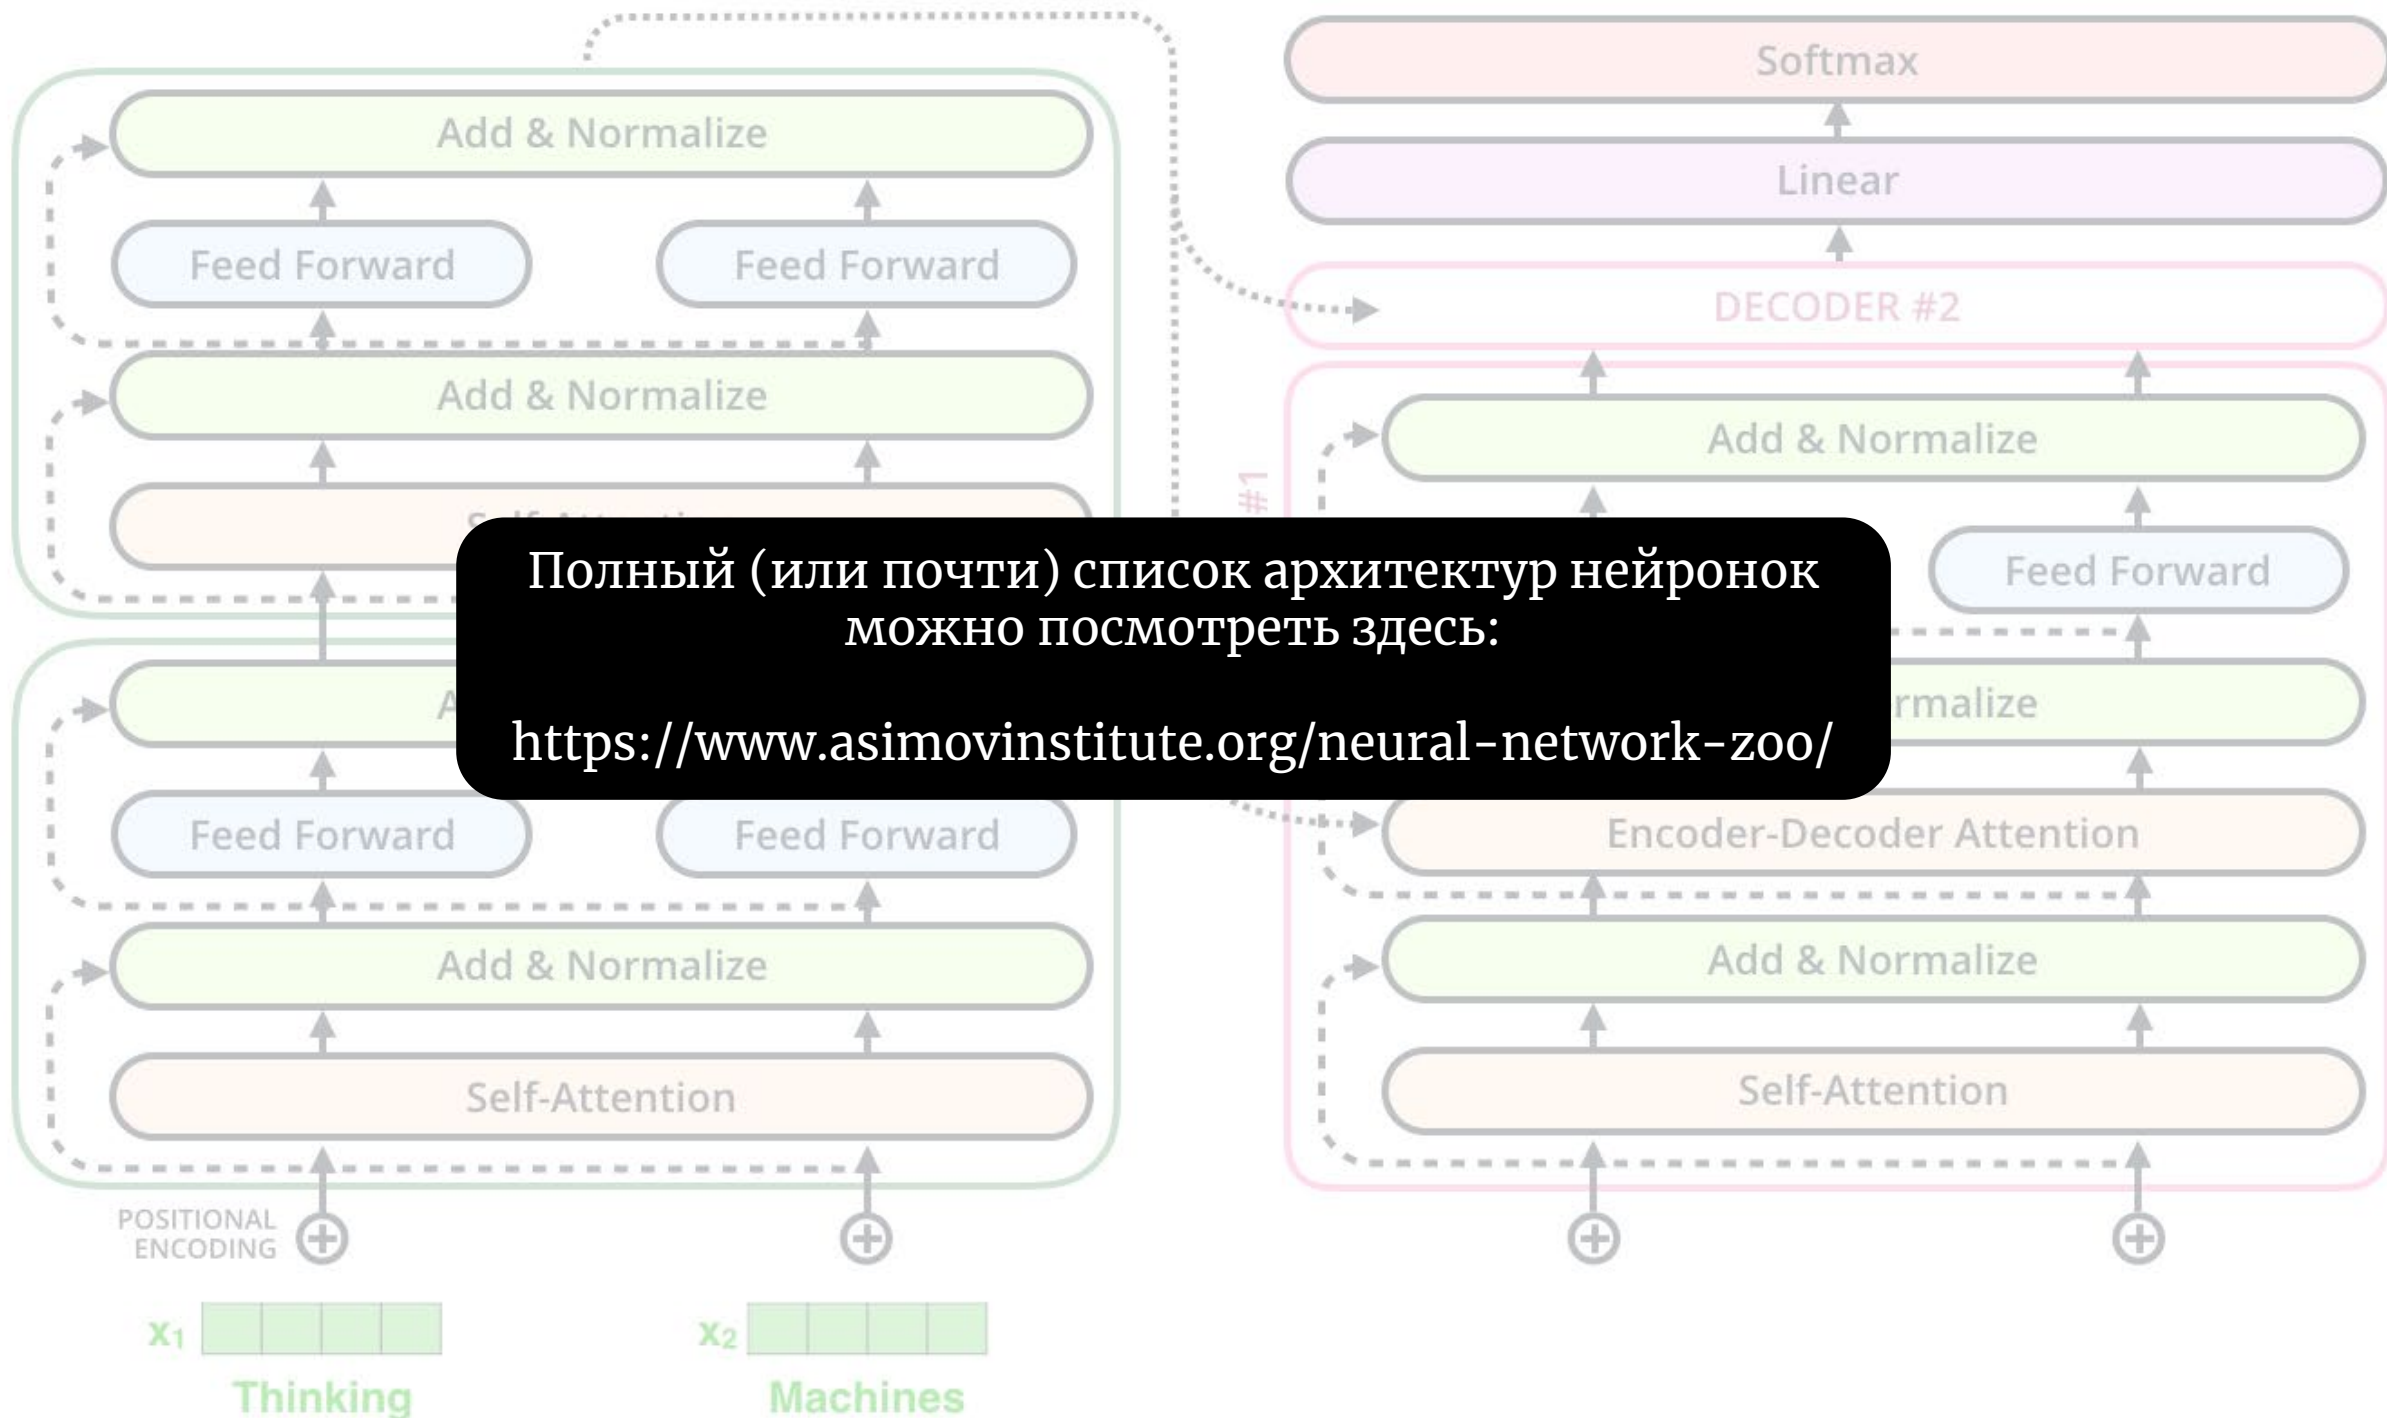 Add & Normalize
Feed Forward
Feed Forward
Add & Normalize
Feed Forward
Feed Forward
Add & Normalize
Self-Attention
POSITIONAL
ENCODING
x₁
x₂
Thinking
Machines
Softmax
Linear
DECODER #2
#1
Add & Normalize
Feed Forward
Encoder-Decoder Attention
Add & Normalize
Self-Attention
Полный (или почти) список архитектур нейронок
можно посмотреть здесь:
https://www.asimovinstitute.org/neural-network-zoo/